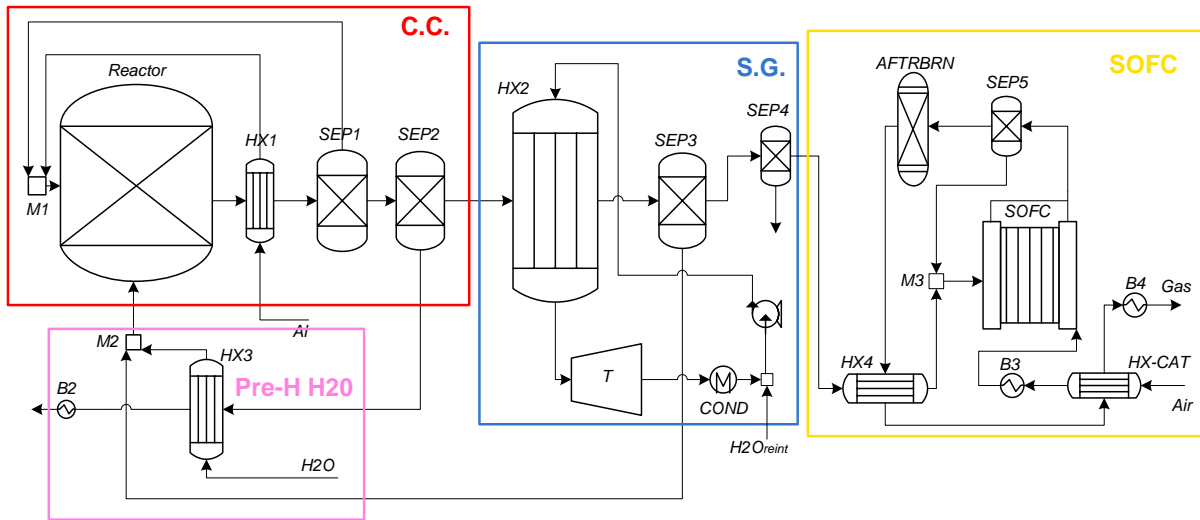 C.C.
Reactor
HX1
SEP1
SEP2
M1
Al
S.G.
HX2
SEP3
SEP4
T
COND
H2Oreint
SOFC
AFTRBRN
SEP5
SOFC
M3
B4
Gas
HX4
B3
HX-CAT
Air
M2
HX3
Pre-H H20
B2
H2O